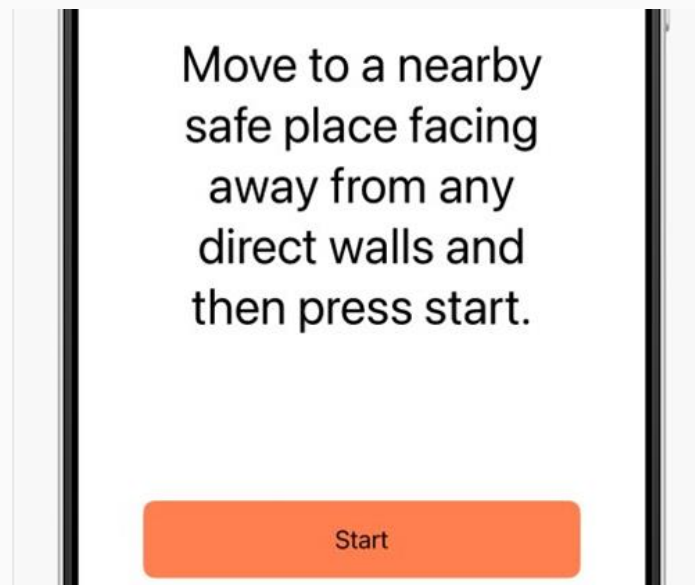 Move to a nearby
safe place facing
away from any
direct walls and
then press start.
Start